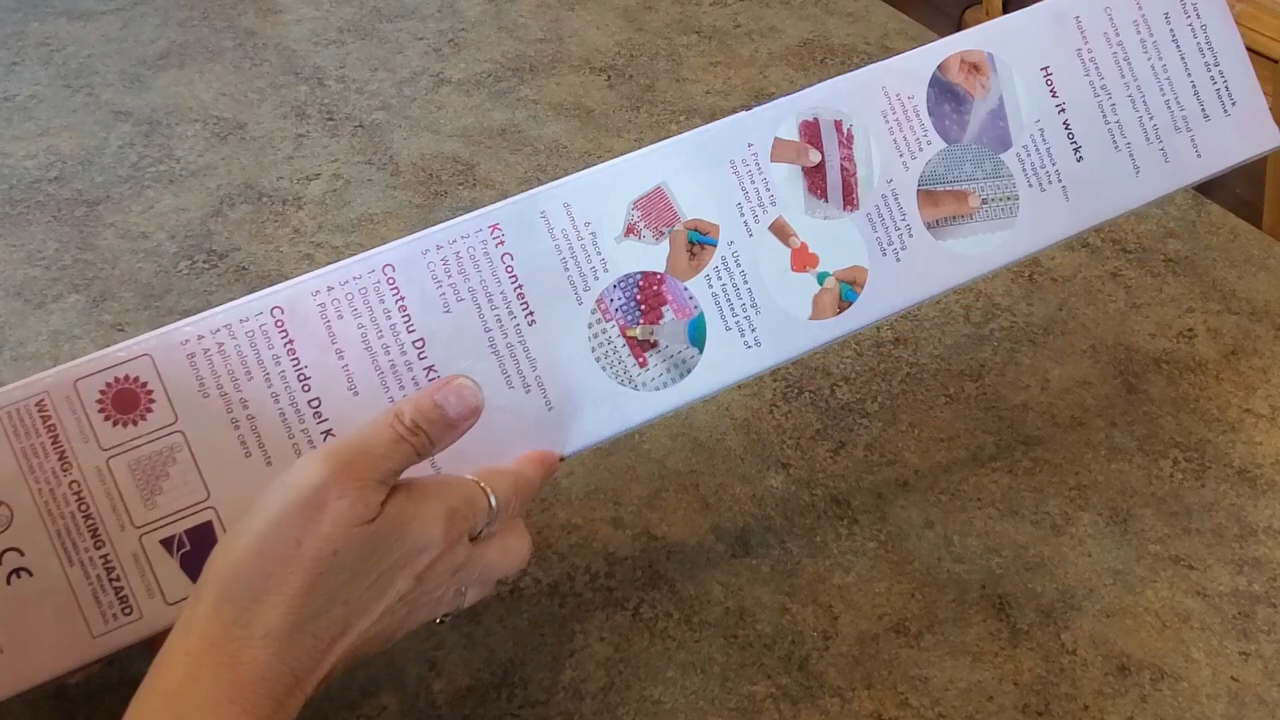 Jaw-Dropping artwork
that you can do at home!
No experience required!
ve some time to yourself and leave
the day's worries behind!
Create gorgeous artwork that you
can frame in your home!
Makes a great gift for your friends,
family and loved ones!
How it works
1. Peel back the film
covering the
pre-applied
adhesive
2. Identify a
symbol on the
canvas you would
like to work on
3. Identify the
diamond bag
matching the
color code
4. Press the tip
of the magic
applicator into
the wax
5. Use the magic
applicator to pick up
the faceted side of
the diamond
6. Place the
diamond onto the
corresponding
symbol on the canvas
Kit Contents
1. Premium velvet tarpaulin canvas
2. Color-coded resin diamonds
3. Magic diamond applicator
4. Wax pad
5. Craft tray
Contenu Du Ki
1. Toile de bâche de ve
2. Diamants de résine
3. Outil d'application m
4. Cire
5. Plateau de triage
Contenido Del K
1. Lona de terciopelo pre
2. Diamantes de resina co
por colores
3. Aplicador de diamante
4. Almohadilla de cera
5. Bandeja
WARNING: CHOKING HAZARD
CE